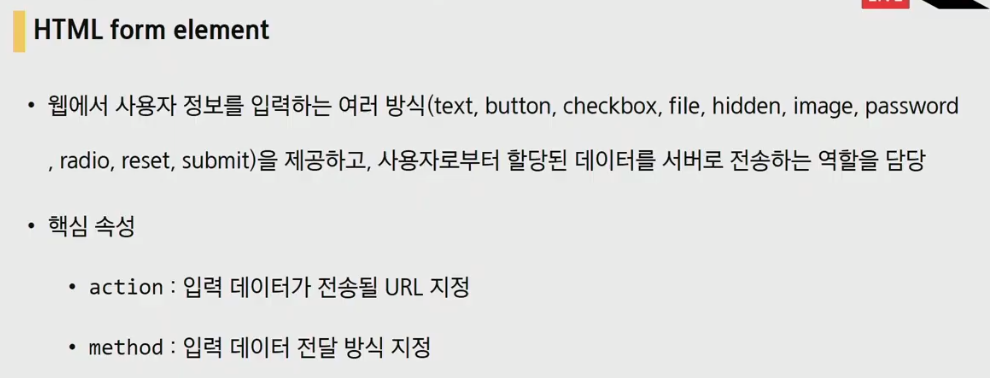 HTML form element
• 웹에서 사용자 정보를 입력하는 여러 방식(text, button, checkbox, file, hidden, image, password
, radio, reset, submit)을 제공하고, 사용자로부터 할당된 데이터를 서버로 전송하는 역할을 담당
• 핵심 속성
• action : 입력 데이터가 전송될 URL 지정
• method : 입력 데이터 전달 방식 지정